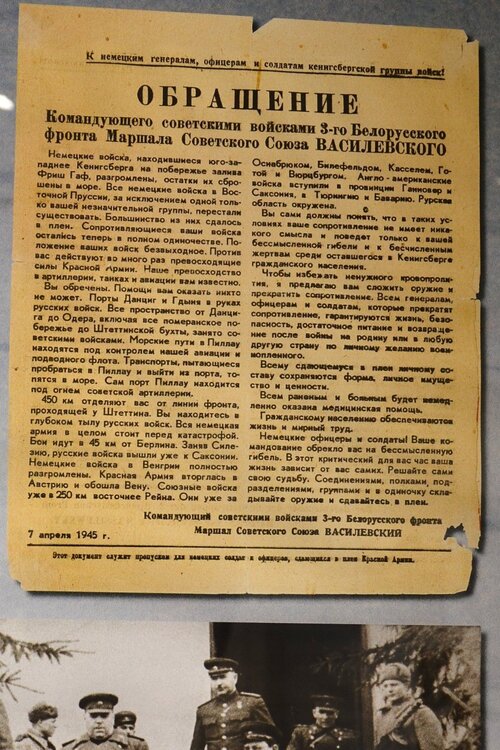 К немецким генералам, офицерам и солдатам кенигсбергской группы войск!
ОБРАЩЕНИЕ
Командующего советскими войсками 3-го Белорусского
фронта Маршала Советского Союза ВАСИЛЕВСКОГО
Немецкие войска, находившиеся юго-за-
паднее Кенигсберга на побережье залива
Фриш Гаф, разгромлены, остатки их сбро-
шены в море. Все немецкие войска в Вос-
точной Пруссии, за исключением одной толь-
ко вашей незначительной группы, перестали
существовать. Большинство из них сдалось
в плен. Сопротивляющиеся ваши войска
остались теперь в полном одиночестве. По-
ложение ваших войск безвыходное. Против
вас действуют во много раз превосходящие
силы Красной Армии. Наше превосходство
в артиллерии, танках и авиации вам известно.
Вы обречены. Помощи вам оказать никто
не может. Порты Данциг и Гдыня в руках
русских войск. Все пространство от Данци-
га до Одера, включая все померанское по-
бережье до Штеттинской бухты, занято со-
ветскими войсками. Морские пути в Пиллау
находятся под контролем нашей авиации и
подводного флота. Транспорты, пытающиеся
пробраться в Пиллау и выйти из порта, то-
пятся в море. Сам порт Пиллау находится
под огнем советской артиллерии.
450 км отделяют вас от линии фронта,
проходящей у Штеттина. Вы находитесь в
глубоком тылу русских войск. Вся немецкая
армия в целом стоит перед катастрофой.
Бои идут в 45 км от Берлина. Заняв Силе-
зию, русские войска вышли уже к Саксонии.
Немецкие войска в Венгрии полностью
разгромлены. Красная Армия вторглась в
Австрию и обошла Вену. Союзные войска
уже в 250 км восточнее Рейна. Они уже за
Оснабрюком, Билефельдом, Касселем, Го-
той и Вюрцбургом. Англо-американские
войска вступили в провинции Ганновер и
Саксония, в Тюрингию и Баварию. Рурская
область окружена.
Вы сами должны понять, что в таких ус-
ловиях ваше сопротивление не имеет ника-
кого смысла и поведет только к вашей
бессмысленной гибели и к бесчисленным
жертвам среди оставшегося в Кенигсберге
гражданского населения.
Чтобы избежать ненужного кровопроли-
тия, я предлагаю вам сложить оружие и
прекратить сопротивление. Всем генералам,
офицерам и солдатам, которые прекратят
сопротивление, гарантируются жизнь, безо-
пасность, достаточное питание и возвраще-
ние после войны на родину или в любую
другую страну по личному желанию воен-
нопленного.
Всему сдающемуся в плен личному со-
ставу сохраняются форма, личное имуще-
ство и ценности.
Всем раненым и больным будет немед-
ленно оказана медицинская помощь.
Гражданскому населению обеспечиваются
жизнь и мирный труд.
Немецкие офицеры и солдаты! Ваше ко-
мандование обрекло вас на бессмысленную
гибель. В этот критический для вас час ваша
жизнь зависит от вас самих. Решайте сами
свою судьбу. Соединениями, полками, под-
разделениями, группами и в одиночку скла-
дывайте оружие и сдавайтесь в плен.
Командующий советскими войсками 3-го Белорусского фронта
Маршал Советского Союза ВАСИЛЕВСКИЙ
7 апреля 1945 г.
Этот документ служит пропуском для немецких солдат и офицеров, сдающихся в плен Красной Армии.